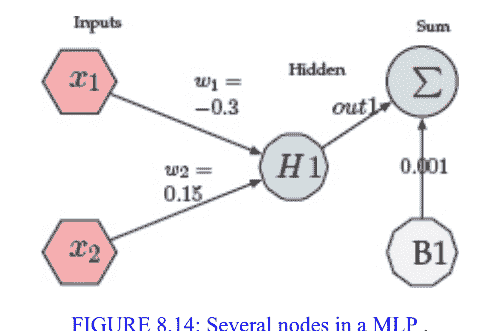 Inputs
Sum
x1
w1 =
−0.3
Hidden
out1
Σ
w2 =
0.15
H1
0.001
x2
B1
FIGURE 8.14: Several nodes in a MLP .